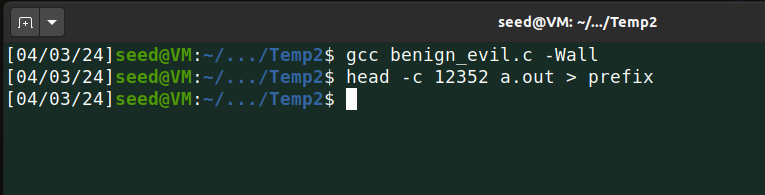 seed@VM: ~/.../Temp2
[04/03/24]seed@VM:~/.../Temp2$ gcc benign_evil.c -Wall
[04/03/24]seed@VM:~/.../Temp2$ head -c 12352 a.out > prefix
[04/03/24]seed@VM:~/.../Temp2$